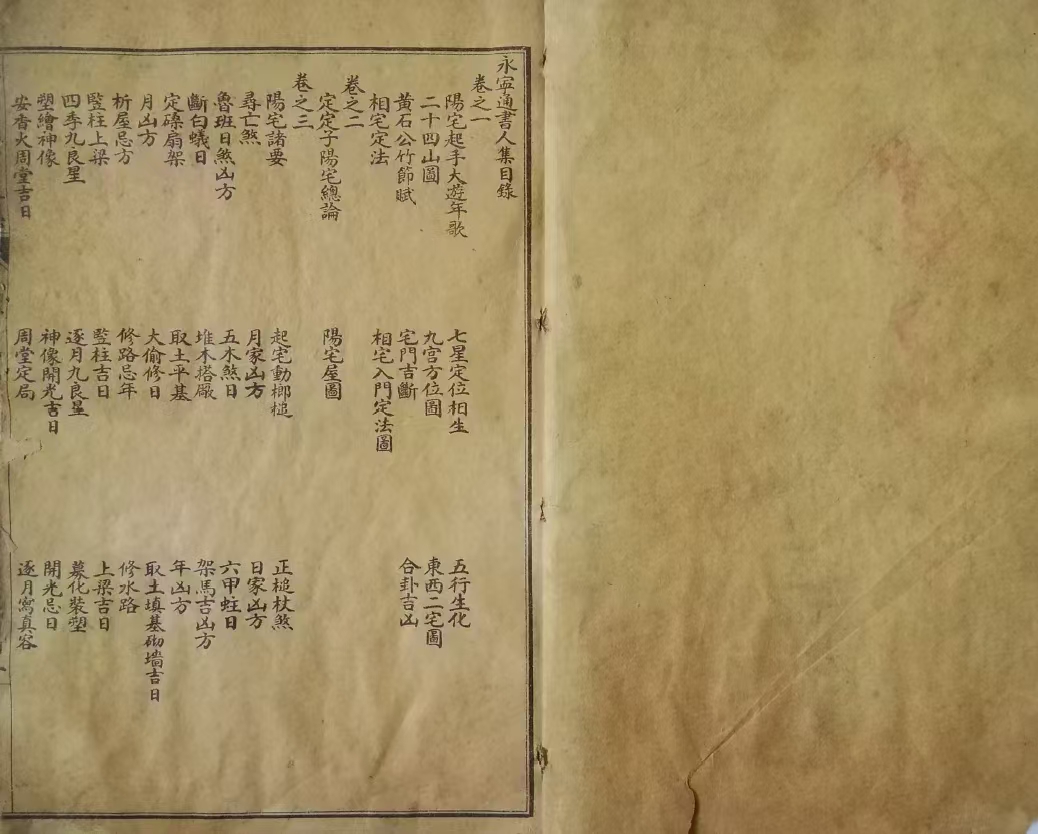 永寧通書人集目錄
卷之一
陽宅起手大遊年歌 七星定位相生 五行生化
二十四山圖 九宫方位圖 東西二宅圖
黃石公竹節賦 宅門吉斷 合卦吉凶
相宅定法 相宅入門定法圖
卷之二
定定子陽宅總論 陽宅屋圖
卷之三
陽宅諸要 起宅動榔槌 正槌杖煞
尋亡煞 月家凶方 日家凶方
魯班日煞凶方 五木煞日 六甲蛀日
斷白蟻日 堆木搭厰 架馬吉凶方
定磉扇架 取土平基 年凶方
月凶方 大偷修日 取土填基砌墻吉日
析屋忌方 修路忌年 修水路
竪柱上梁 竪柱吉日 上梁吉日
四季九良星 逐月九良星 募化裝塑
塑繪神像 神像開光吉日 開光忌日
安香火周堂吉日 周堂定局 逐月寫真容